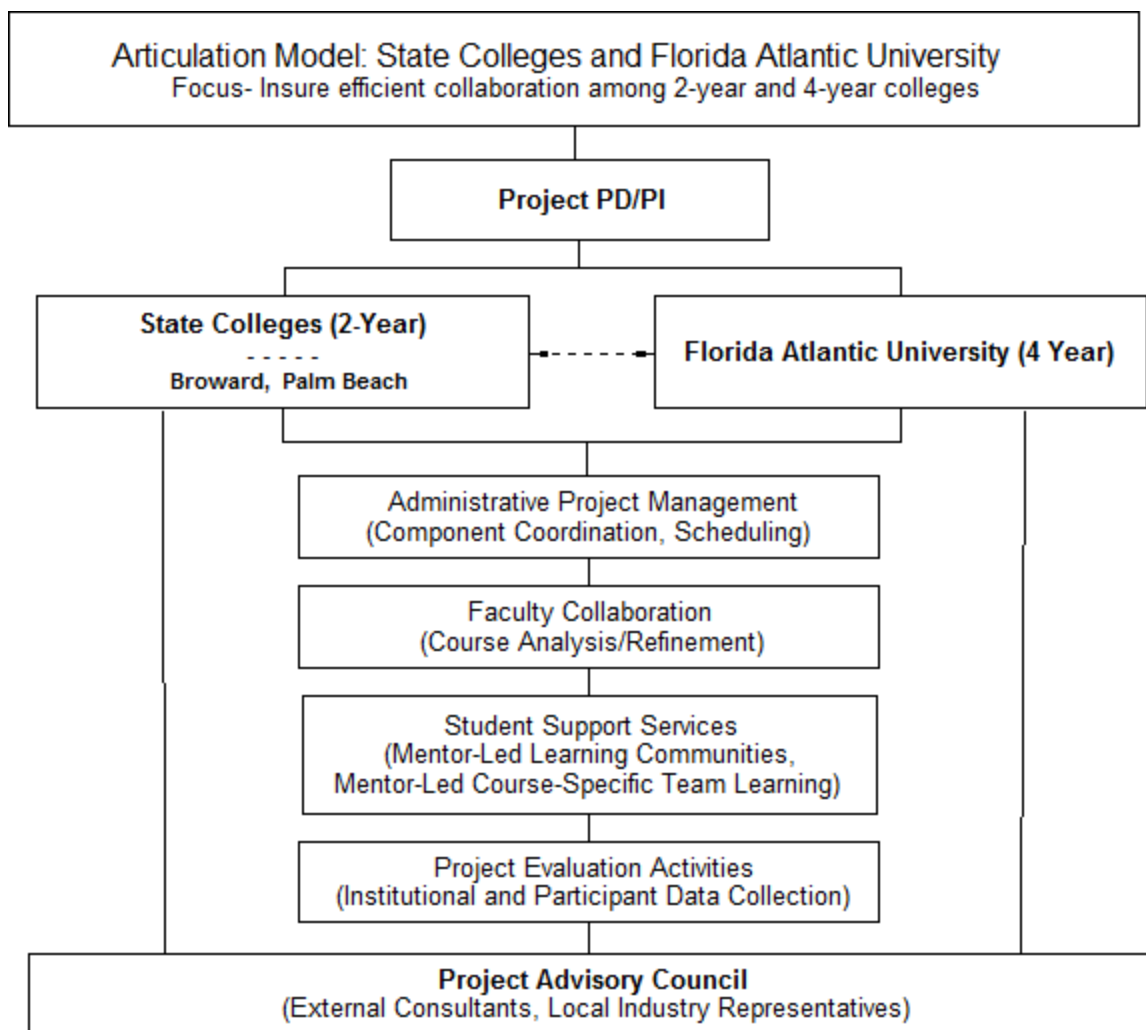 Articulation Model: State Colleges and Florida Atlantic University
Focus- Insure efficient collaboration among 2-year and 4-year colleges
Project PD/PI
State Colleges (2-Year)
- - - - -
Broward, Palm Beach
Florida Atlantic University (4 Year)
Administrative Project Management
(Component Coordination, Scheduling)
Faculty Collaboration
(Course Analysis/Refinement)
Student Support Services
(Mentor-Led Learning Communities,
Mentor-Led Course-Specific Team Learning)
Project Evaluation Activities
(Institutional and Participant Data Collection)
Project Advisory Council
(External Consultants, Local Industry Representatives)